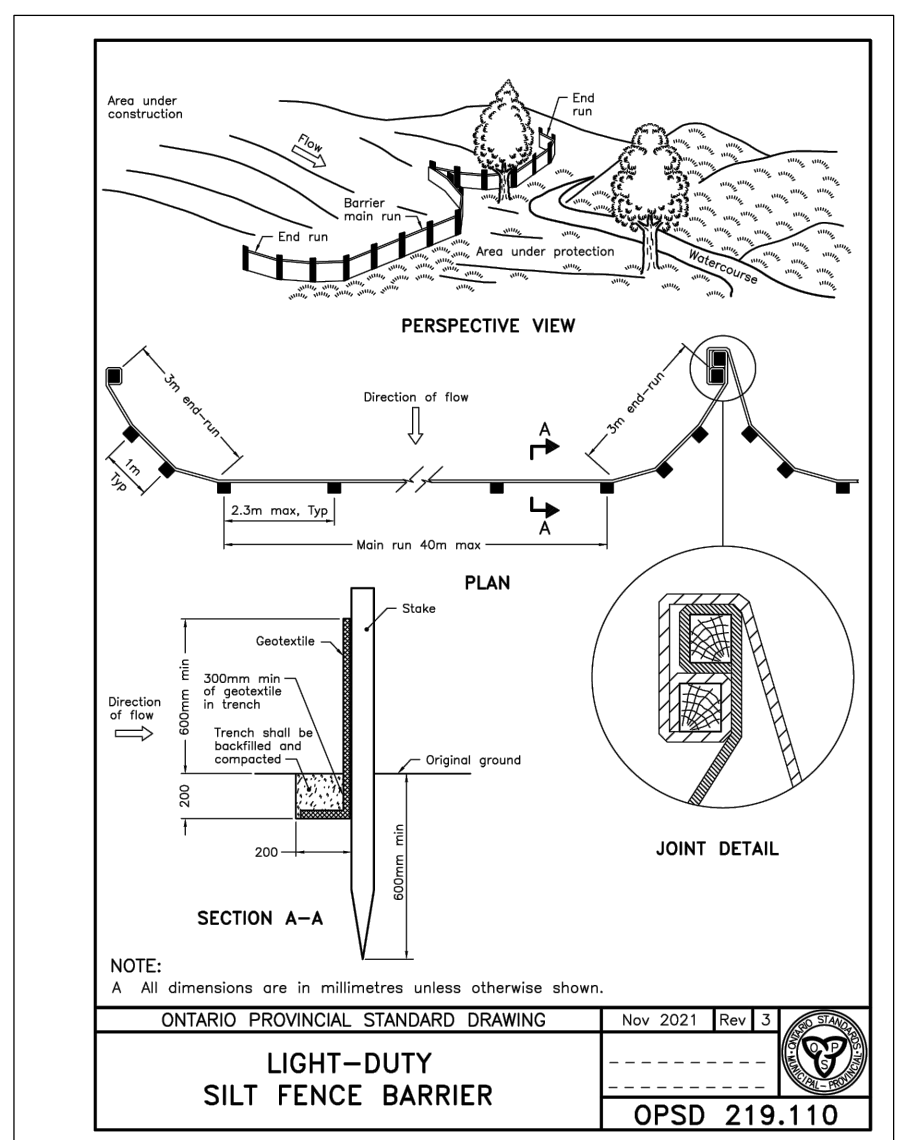 Area under
construction
End
run
Flow
Barrier
main run
End run
Area under protection
Watercourse
PERSPECTIVE VIEW
3m end-run
Direction of flow
3m end-run
A
1m
Typ
2.3m max, Typ
A
Main run 40m max
PLAN
Stake
Geotextile
600mm min
300mm min
of geotextile
in trench
Direction
of flow
Trench shall be
backfilled and
compacted
Original ground
200
200
600mm min
JOINT DETAIL
SECTION A-A
NOTE:
A All dimensions are in millimetres unless otherwise shown.
ONTARIO PROVINCIAL STANDARD DRAWING
Nov 2021 Rev 3
LIGHT-DUTY
SILT FENCE BARRIER
ONTARIO STANDARDS
MUNICIPAL-PROVINCIAL
OPS
OPSD 219.110